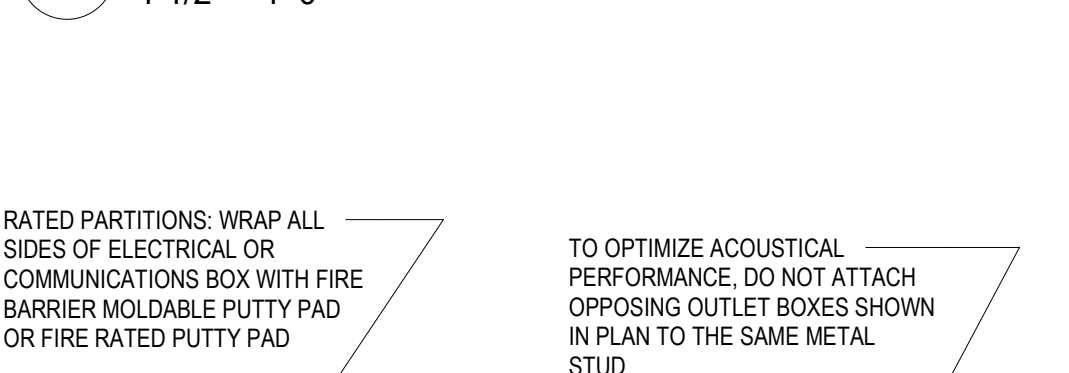 RATED PARTITIONS: WRAP ALL
SIDES OF ELECTRICAL OR
COMMUNICATIONS BOX WITH FIRE
BARRIER MOLDABLE PUTTY PAD
OR FIRE RATED PUTTY PAD
TO OPTIMIZE ACOUSTICAL
PERFORMANCE, DO NOT ATTACH
OPPOSING OUTLET BOXES SHOWN
IN PLAN TO THE SAME METAL
STUD